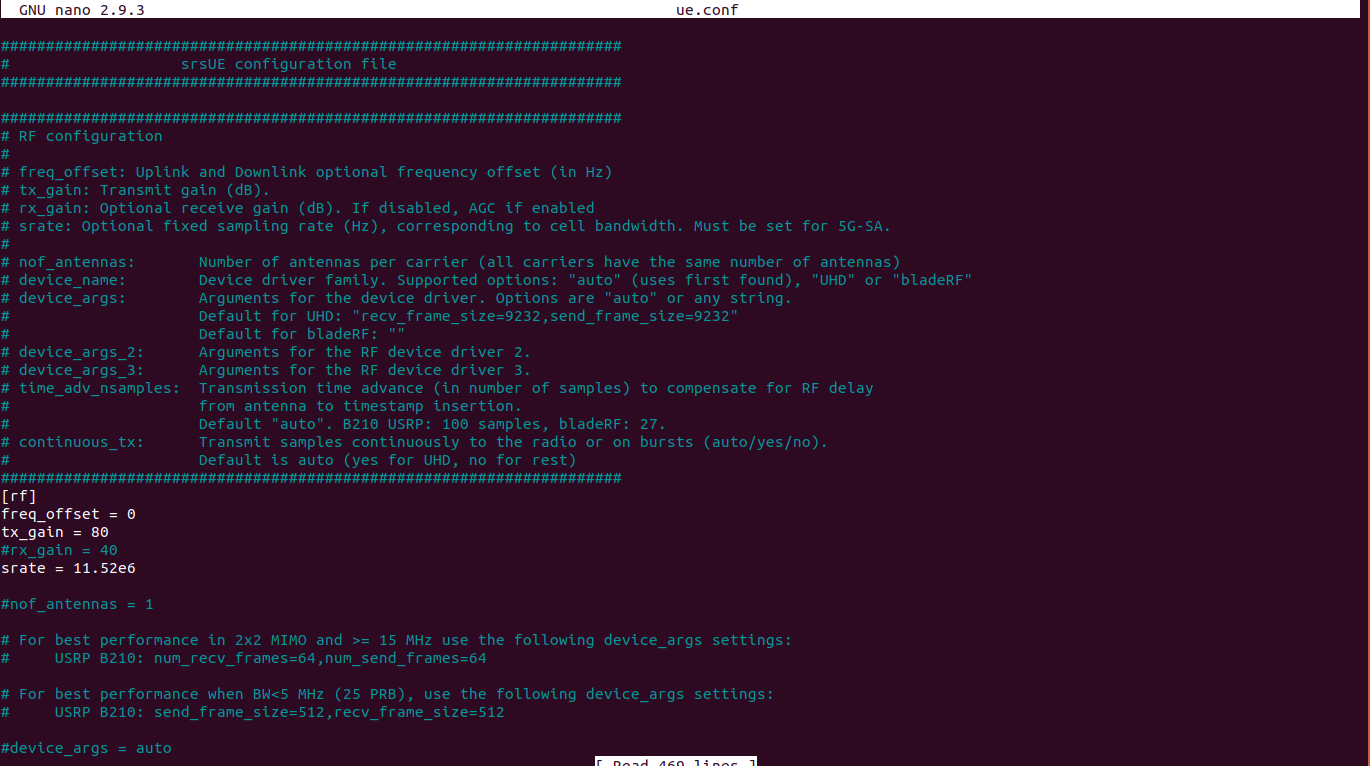 GNU nano 2.9.3 ue.conf
#####################################################################
# srsUE configuration file
#####################################################################
#####################################################################
# RF configuration
#
# freq_offset: Uplink and Downlink optional frequency offset (in Hz)
# tx_gain: Transmit gain (dB).
# rx_gain: Optional receive gain (dB). If disabled, AGC if enabled
# srate: Optional fixed sampling rate (Hz), corresponding to cell bandwidth. Must be set for 5G-SA.
#
# nof_antennas: Number of antennas per carrier (all carriers have the same number of antennas)
# device_name: Device driver family. Supported options: "auto" (uses first found), "UHD" or "bladeRF"
# device_args: Arguments for the device driver. Options are "auto" or any string.
# Default for UHD: "recv_frame_size=9232,send_frame_size=9232"
# Default for bladeRF: ""
# device_args_2: Arguments for the RF device driver 2.
# device_args_3: Arguments for the RF device driver 3.
# time_adv_nsamples: Transmission time advance (in number of samples) to compensate for RF delay
# from antenna to timestamp insertion.
# Default "auto". B210 USRP: 100 samples, bladeRF: 27.
# continuous_tx: Transmit samples continuously to the radio or on bursts (auto/yes/no).
# Default is auto (yes for UHD, no for rest)
#####################################################################
[rf]
freq_offset = 0
tx_gain = 80
#rx_gain = 40
srate = 11.52e6
#nof_antennas = 1
# For best performance in 2x2 MIMO and >= 15 MHz use the following device_args settings:
# USRP B210: num_recv_frames=64,num_send_frames=64
# For best performance when BW<5 MHz (25 PRB), use the following device_args settings:
# USRP B210: send_frame_size=512,recv_frame_size=512
#device_args = auto
[ Read 469 lines ]